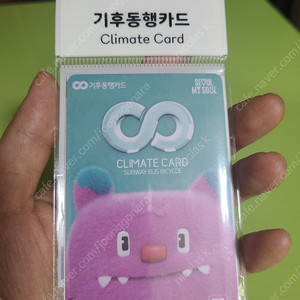 기후동행카드
Climate Card
기후동행카드
SEOUL
MY SOUL
CLIMATE CARD
SUBWAY BUS BICYCLE